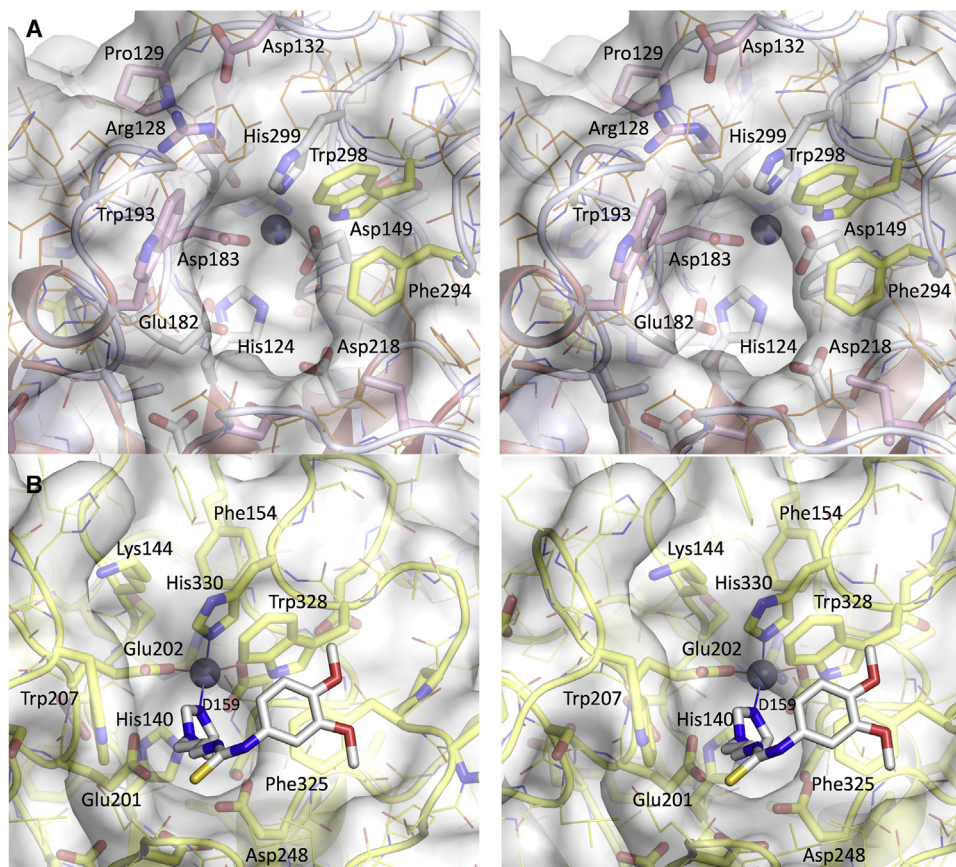 A
Pro129 Asp132
Arg128 His299
Trp298
Trp193 Asp149
Asp183
Phe294
Glu182
His124 Asp218
Pro129 Asp132
Arg128 His299
Trp298
Trp193 Asp149
Asp183
Phe294
Glu182
His124 Asp218
B
Phe154
Lys144
His330
Trp328
Glu202
Trp207 D159
His140
Phe325
Glu201
Asp248
Phe154
Lys144
His330
Trp328
Glu202
Trp207 D159
His140
Phe325
Glu201
Asp248